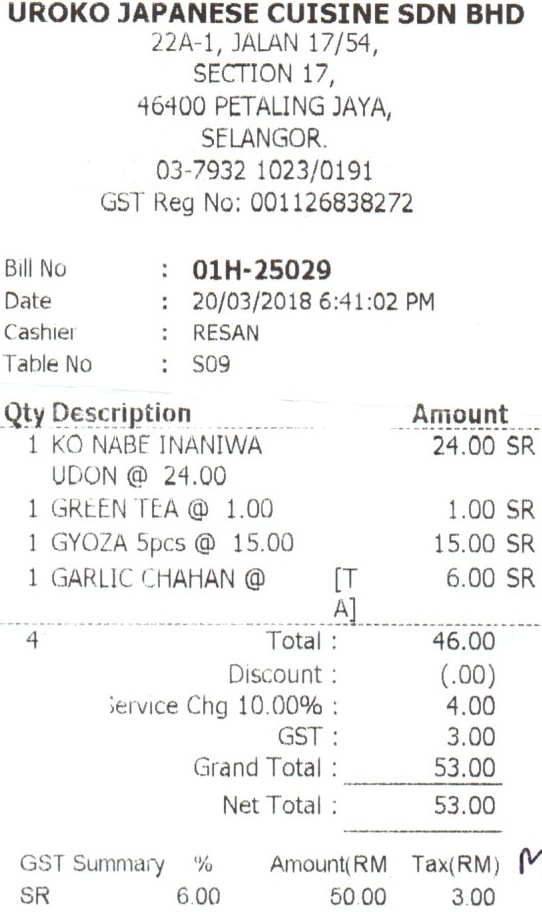 UROKO JAPANESE CUISINE SDN BHD
22A-1, JALAN 17/54,
SECTION 17,
46400 PETALING JAYA,
SELANGOR.
03-7932 1023/0191
GST Reg No: 001126838272
Bill No : 01H-25029
Date : 20/03/2018 6:41:02 PM
Cashier : RESAN
Table No : S09
Qty Description Amount
1 KO NABE INANIWA 24.00 SR
UDON @ 24.00
1 GREEN TEA @ 1.00 1.00 SR
1 GYOZA 5pcs @ 15.00 15.00 SR
1 GARLIC CHAHAN @ [T 6.00 SR
A]
4 Total : 46.00
Discount : (.00)
Service Chg 10.00% : 4.00
GST : 3.00
Grand Total : 53.00
Net Total : 53.00
GST Summary % Amount(RM Tax(RM)
SR 6.00 50.00 3.00